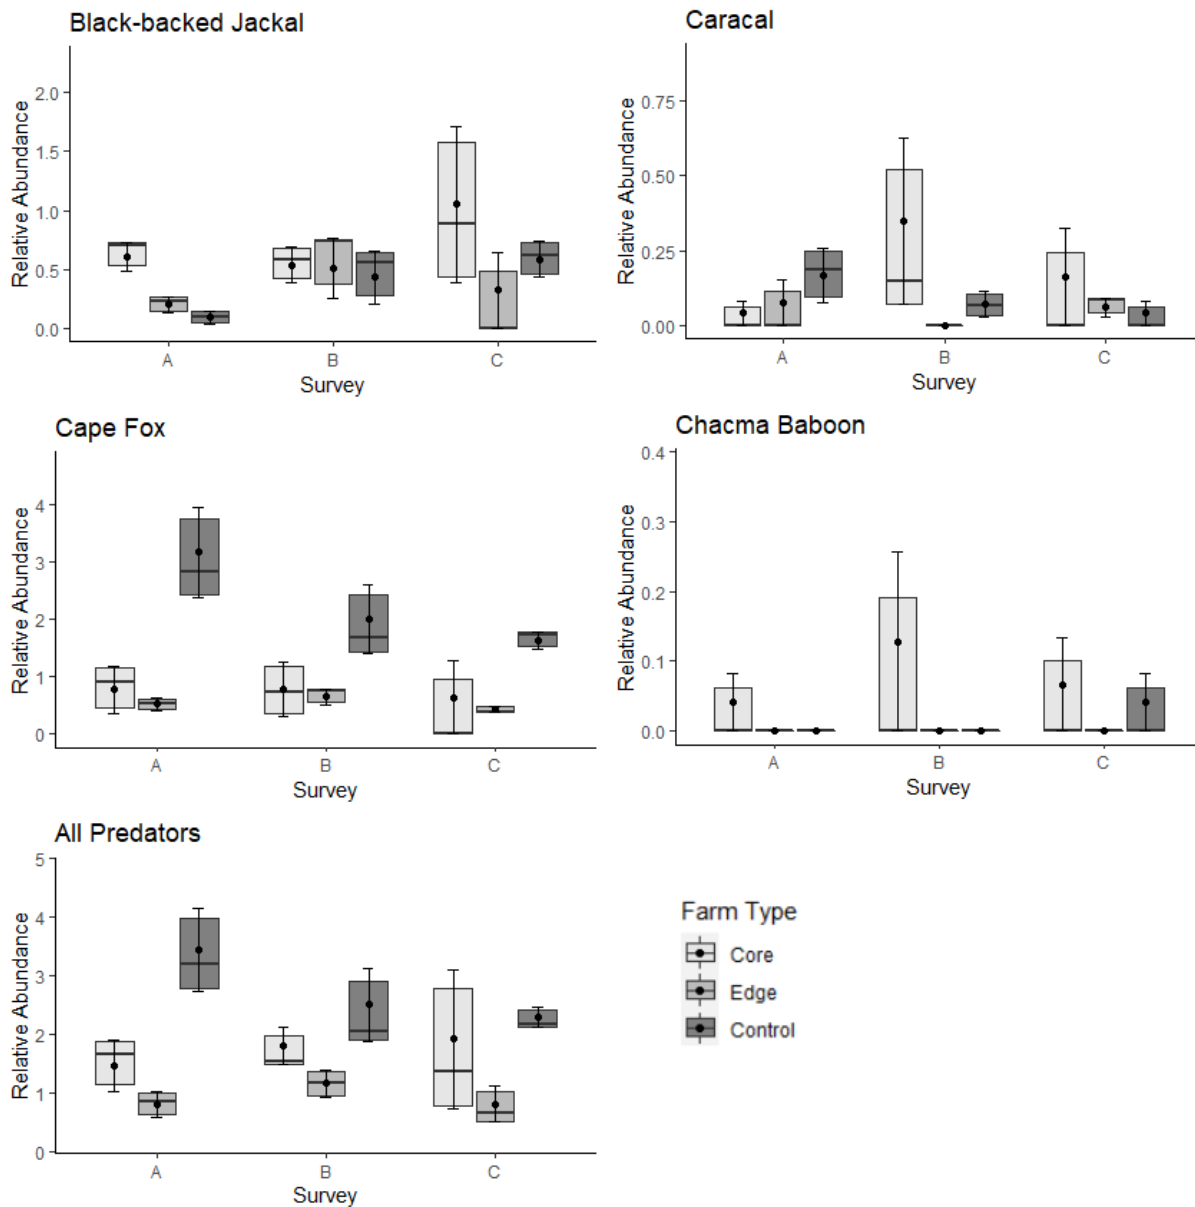 Black-backed Jackal
Relative Abundance
2.0
1.5
1.0
0.5
0.0
A B C
Survey
Caracal
Relative Abundance
0.75
0.50
0.25
0.00
A B C
Survey
Cape Fox
Relative Abundance
4
3
2
1
0
A B C
Survey
Chacma Baboon
Relative Abundance
0.4
0.3
0.2
0.1
0.0
A B C
Survey
All Predators
Relative Abundance
5
4
3
2
1
0
A B C
Survey
Farm Type
Core
Edge
Control